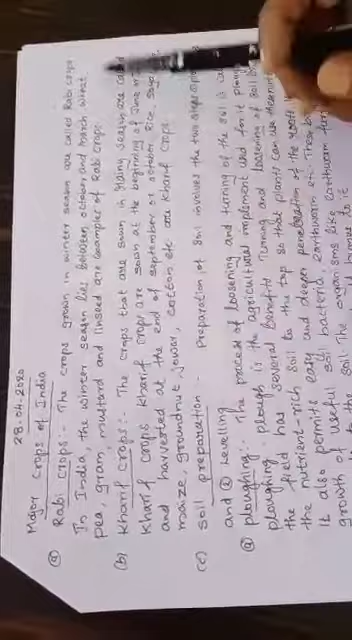 28.04.2020
Major Crops of India
(a) Rabi crops :- The crops grown in winter season are called Rabi crops
In India, the winter season lies between october and March. wheat
pea, gram mustard and linseed are examples of Rabi crops.
(b) Kharif crops :- The crops that are sown in season are called
Kharif crops Kharif crops are sown at the beginning of June
and harvested at the end of september or october Rice,
maize, groundnut jowar, cotton etc are Kharif crops
(c) Soil preparation - Preparation of soil involves the two steps
and ② Levelling
ⓐ ploughing :- The process of loosening and turning of the soil is
ploughing plough is the agricultural implement used for it
the field has several benefits Turning and loosening of soil
the nutrient-rich soil to the top so that plants can use
It also permits easy and deeper penetration of the roots
growth of useful soil bacteria, earthworm etc. These
to the soil. The organisms like earthworm
to it